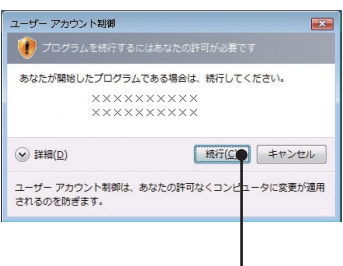 ユーザー アカウント制御
プログラムを続行するにはあなたの許可が必要です
あなたが開始したプログラムである場合は、続行してください。
××××××××××
××××××××××
詳細(D)
続行(C)
キャンセル
ユーザー アカウント制御は、あなたの許可なくコンピュータに変更が適用
されるのを防ぎます。